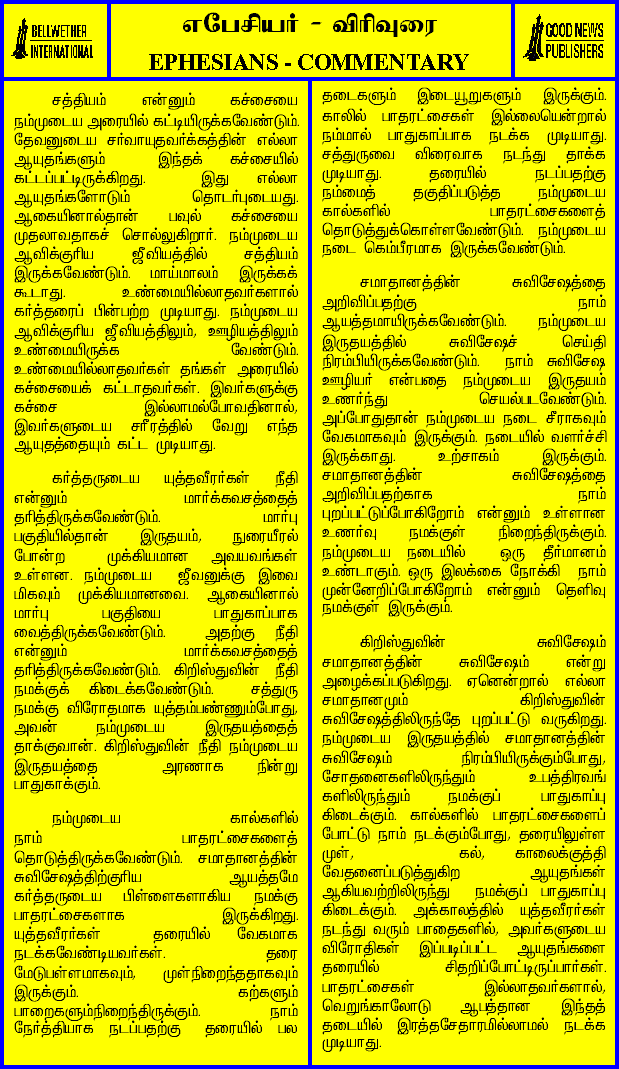 BELLWETHER
INTERNATIONAL
எபேசியர் - விரிவுரை
EPHESIANS - COMMENTARY
GOOD NEWS
PUBLISHERS
சத்தியம் என்னும் கச்சையை
நம்முடைய அரையில் கட்டியிருக்கவேண்டும்.
தேவனுடைய சர்வாயுதவர்க்கத்தின் எல்லா
ஆயுதங்களும் இந்தக் கச்சையில்
கட்டப்பட்டிருக்கிறது. இது எல்லா
ஆயுதங்களோடும் தொடர்புடையது.
ஆகையினால்தான் பவுல் கச்சையை
முதலாவதாகச் சொல்லுகிறார். நம்முடைய
ஆவிக்குரிய ஜீவியத்தில் சத்தியம்
இருக்கவேண்டும். மாய்மாலம் இருக்கக்
கூடாது. உண்மையில்லாதவர்களால்
கர்த்தரைப் பின்பற்ற முடியாது. நம்முடைய
ஆவிக்குரிய ஜீவியத்திலும், ஊழியத்திலும்
உண்மையிருக்க வேண்டும்.
உண்மையில்லாதவர்கள் தங்கள் அரையில்
கச்சையைக் கட்டாதவர்கள். இவர்களுக்கு
கச்சை இல்லாமல்போவதினால்,
இவர்களுடைய சரீரத்தில் வேறு எந்த
ஆயுதத்தையும் கட்ட முடியாது.
கர்த்தருடைய யுத்தவீரர்கள் நீதி
என்னும் மார்க்கவசத்தைத்
தரித்திருக்கவேண்டும். மார்பு
பகுதியில்தான் இருதயம், நுரையீரல்
போன்ற முக்கியமான அவயவங்கள்
உள்ளன. நம்முடைய ஜீவனுக்கு இவை
மிகவும் முக்கியமானவை. ஆகையினால்
மார்பு பகுதியை பாதுகாப்பாக
வைத்திருக்கவேண்டும். அதற்கு நீதி
என்னும் மார்க்கவசத்தைத்
தரித்திருக்கவேண்டும். கிறிஸ்துவின் நீதி
நமக்குக் கிடைக்கவேண்டும். சத்துரு
நமக்கு விரோதமாக யுத்தம்பண்ணும்போது,
அவன் நம்முடைய இருதயத்தைத்
தாக்குவான். கிறிஸ்துவின் நீதி நம்முடைய
இருதயத்தை அரணாக நின்று
பாதுகாக்கும்.
நம்முடைய கால்களில்
நாம் பாதரட்சைகளைத்
தொடுத்திருக்கவேண்டும். சமாதானத்தின்
சுவிசேஷத்திற்குரிய ஆயத்தமே
கர்த்தருடைய பிள்ளைகளாகிய நமக்கு
பாதரட்சைகளாக இருக்கிறது.
யுத்தவீரர்கள் தரையில் வேகமாக
நடக்கவேண்டியவர்கள். தரை
மேடுபள்ளமாகவும், முள்நிறைந்ததாகவும்
இருக்கும். கற்களும்
பாறைகளும்நிறைந்திருக்கும். நாம்
நேர்த்தியாக நடப்பதற்கு தரையில் பல
தடைகளும் இடையூறுகளும் இருக்கும்.
காலில் பாதரட்சைகள் இல்லையென்றால்
நம்மால் பாதுகாப்பாக நடக்க முடியாது.
சத்துருவை விரைவாக நடந்து தாக்க
முடியாது. தரையில் நடப்பதற்கு
நம்மைத் தகுதிப்படுத்த நம்முடைய
கால்களில் பாதரட்சைகளைத்
தொடுத்துக்கொள்ளவேண்டும். நம்முடைய
நடை கெம்பீரமாக இருக்கவேண்டும்.
சமாதானத்தின் சுவிசேஷத்தை
அறிவிப்பதற்கு நாம்
ஆயத்தமாயிருக்கவேண்டும். நம்முடைய
இருதயத்தில் சுவிசேஷச் செய்தி
நிரம்பியிருக்கவேண்டும். நாம் சுவிசேஷ
ஊழியர் என்பதை நம்முடைய இருதயம்
உணர்ந்து செயல்படவேண்டும்.
அப்போதுதான் நம்முடைய நடை சீராகவும்
வேகமாகவும் இருக்கும். நடையில் வளர்ச்சி
இருக்காது. உற்சாகம் இருக்கும்.
சமாதானத்தின் சுவிசேஷத்தை
அறிவிப்பதற்காக நாம்
புறப்பட்டுப்போகிறோம் என்னும் உள்ளான
உணர்வு நமக்குள் நிறைந்திருக்கும்.
நம்முடைய நடையில் ஒரு தீர்மானம்
உண்டாகும். ஒரு இலக்கை நோக்கி நாம்
முன்னேறிப்போகிறோம் என்னும் தெளிவு
நமக்குள் இருக்கும்.
கிறிஸ்துவின் சுவிசேஷம்
சமாதானத்தின் சுவிசேஷம் என்று
அழைக்கப்படுகிறது. ஏனென்றால் எல்லா
சமாதானமும் கிறிஸ்துவின்
சுவிசேஷத்திலிருந்தே புறப்பட்டு வருகிறது.
நம்முடைய இருதயத்தில் சமாதானத்தின்
சுவிசேஷம் நிரம்பியிருக்கும்போது,
சோதனைகளிலிருந்தும் உபத்திரவங்
களிலிருந்தும் நமக்குப் பாதுகாப்பு
கிடைக்கும். கால்களில் பாதரட்சைகளைப்
போட்டு நாம் நடக்கும்போது, தரையிலுள்ள
முள், கல், காலைக்குத்தி
வேதனைப்படுத்துகிற ஆயுதங்கள்
ஆகியவற்றிலிருந்து நமக்குப் பாதுகாப்பு
கிடைக்கும். அக்காலத்தில் யுத்தவீரர்கள்
நடந்து வரும் பாதைகளில், அவர்களுடைய
விரோதிகள் இப்படிப்பட்ட ஆயுதங்களை
தரையில் சிதறிப்போட்டிருப்பார்கள்.
பாதரட்சைகள் இல்லாதவர்களால்,
வெறுங்காலோடு ஆபத்தான இந்தத்
தடையில் இரத்தசேதாரமில்லாமல் நடக்க
முடியாது.